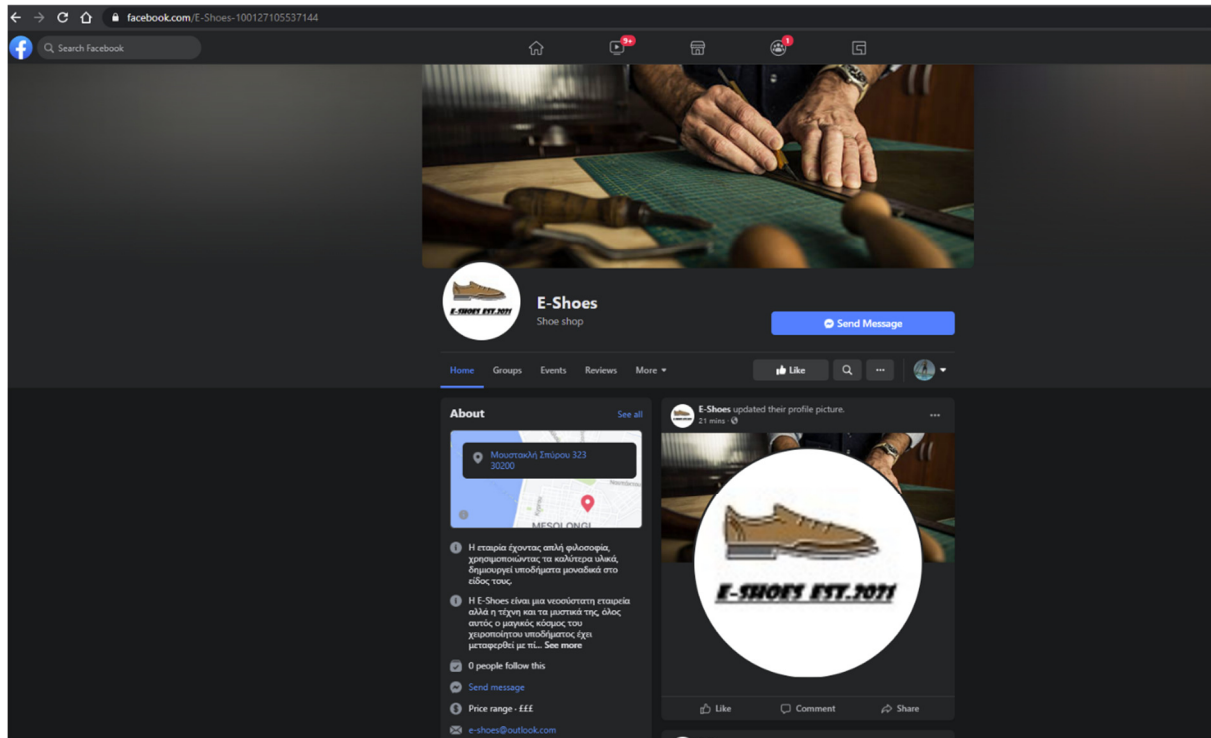 facebook.com/E-Shoes-100127105537144
Search Facebook
9+
1
E-SHOES EST.2021
E-Shoes
Shoe shop
Send Message
Home
Groups
Events
Reviews
More
Like
About
See all
Μουστακλή Σπύρου 323
30200
MESOLONGI
Η εταιρία έχοντας απλή φιλοσοφία,
χρησιμοποιώντας τα καλύτερα υλικά,
δημιουργεί υποδήματα μοναδικά στο
είδος τους.
Η E-Shoes είναι μια νεοσύστατη εταιρεία
αλλά η τέχνη και τα μυστικά της, όλος
αυτός ο μαγικός κόσμος του
χειροποίητου υποδήματος έχει
μεταφερθεί με πί... See more
0 people follow this
Send message
Price range · £££
e-shoes@outlook.com
E-Shoes updated their profile picture.
21 mins ·
E-SHOES EST.2021
Like
Comment
Share